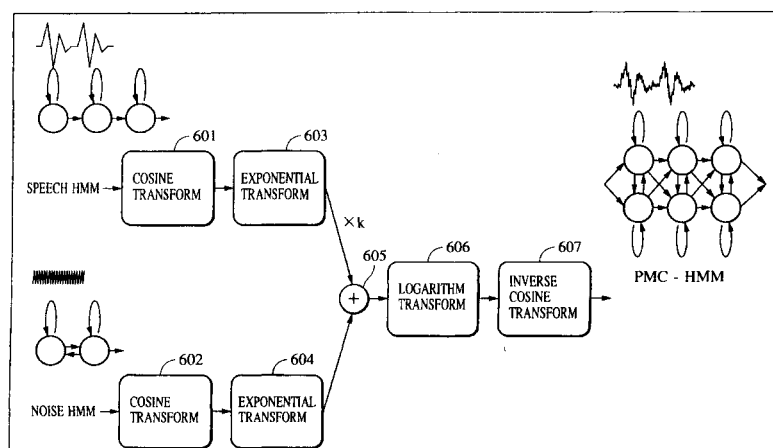 601
603
SPEECH HMM
COSINE
TRANSFORM
EXPONENTIAL
TRANSFORM
×k
605
606
607
+
LOGARITHM
TRANSFORM
INVERSE
COSINE
TRANSFORM
PMC - HMM
602
604
NOISE HMM
COSINE
TRANSFORM
EXPONENTIAL
TRANSFORM